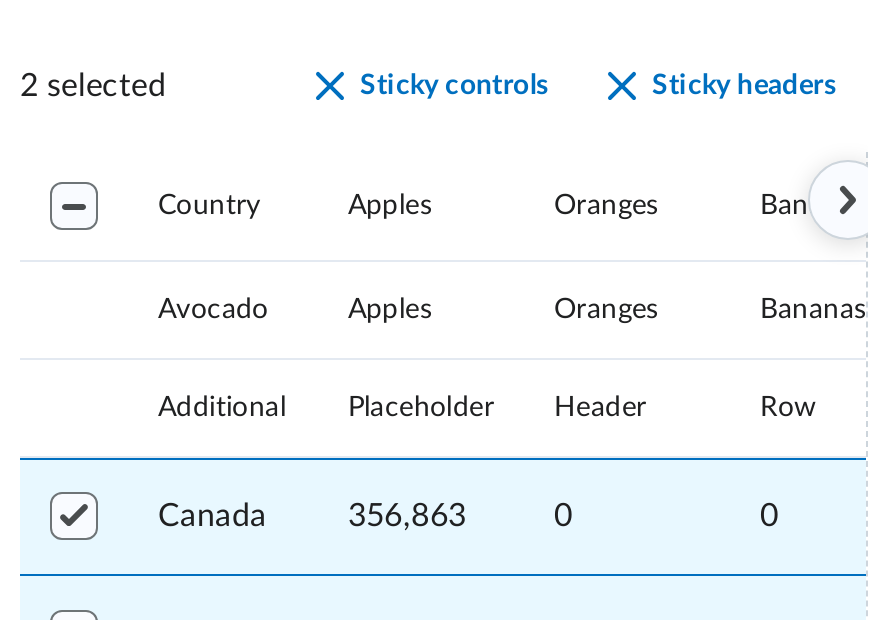 2 selected Sticky controls Sticky headers
Country Apples Oranges Ban
Avocado Apples Oranges Bananas
Additional Placeholder Header Row
Canada 356,863 0 0